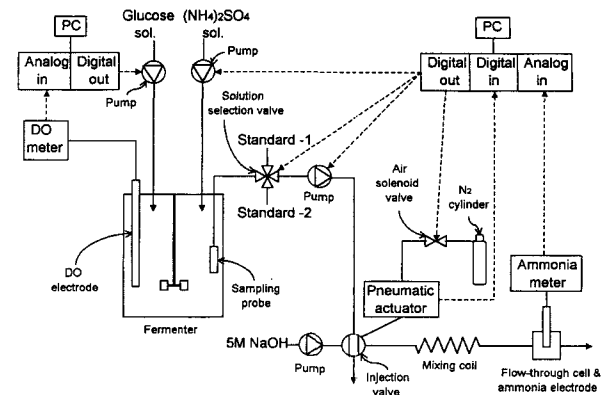 Glucose (NH4)2SO4
sol. sol.
PC
PC
Pump
Analog
in
Digital
out
Pump
Digital
out
Digital
in
Analog
in
Solution
selection valve
DO
meter
Standard -1
Pump
Standard -2
Air
solenoid
valve
N2
cylinder
DO
electrode
Sampling
probe
Ammonia
meter
Pneumatic
actuator
Fermenter
5M NaOH
Pump
Injection
valve
Mixing coil
Flow-through cell &
ammonia electrode